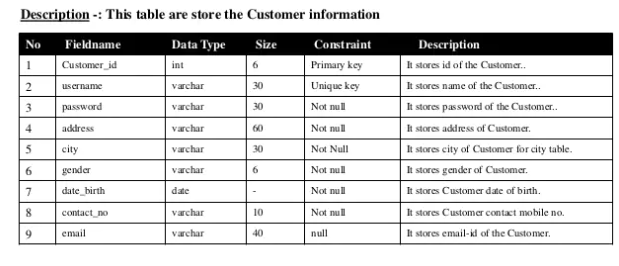 Description -: This table are store the Customer information
No Fieldname Data Type Size Constraint Description
1 Customer_id int 6 Primary key It stores id of the Customer..
2 username varchar 30 Unique key It stores name of the Customer..
3 password varchar 30 Not null It stores password of the Customer..
4 address varchar 60 Not null It stores address of Customer.
5 city varchar 30 Not Null It stores city of Customer for city table.
6 gender varchar 6 Not null It stores gender of Customer.
7 date_birth date - Not null It stores Customer date of birth.
8 contact_no varchar 10 Not null It stores Customer contact mobile no.
9 email varchar 40 null It stores email-id of the Customer.